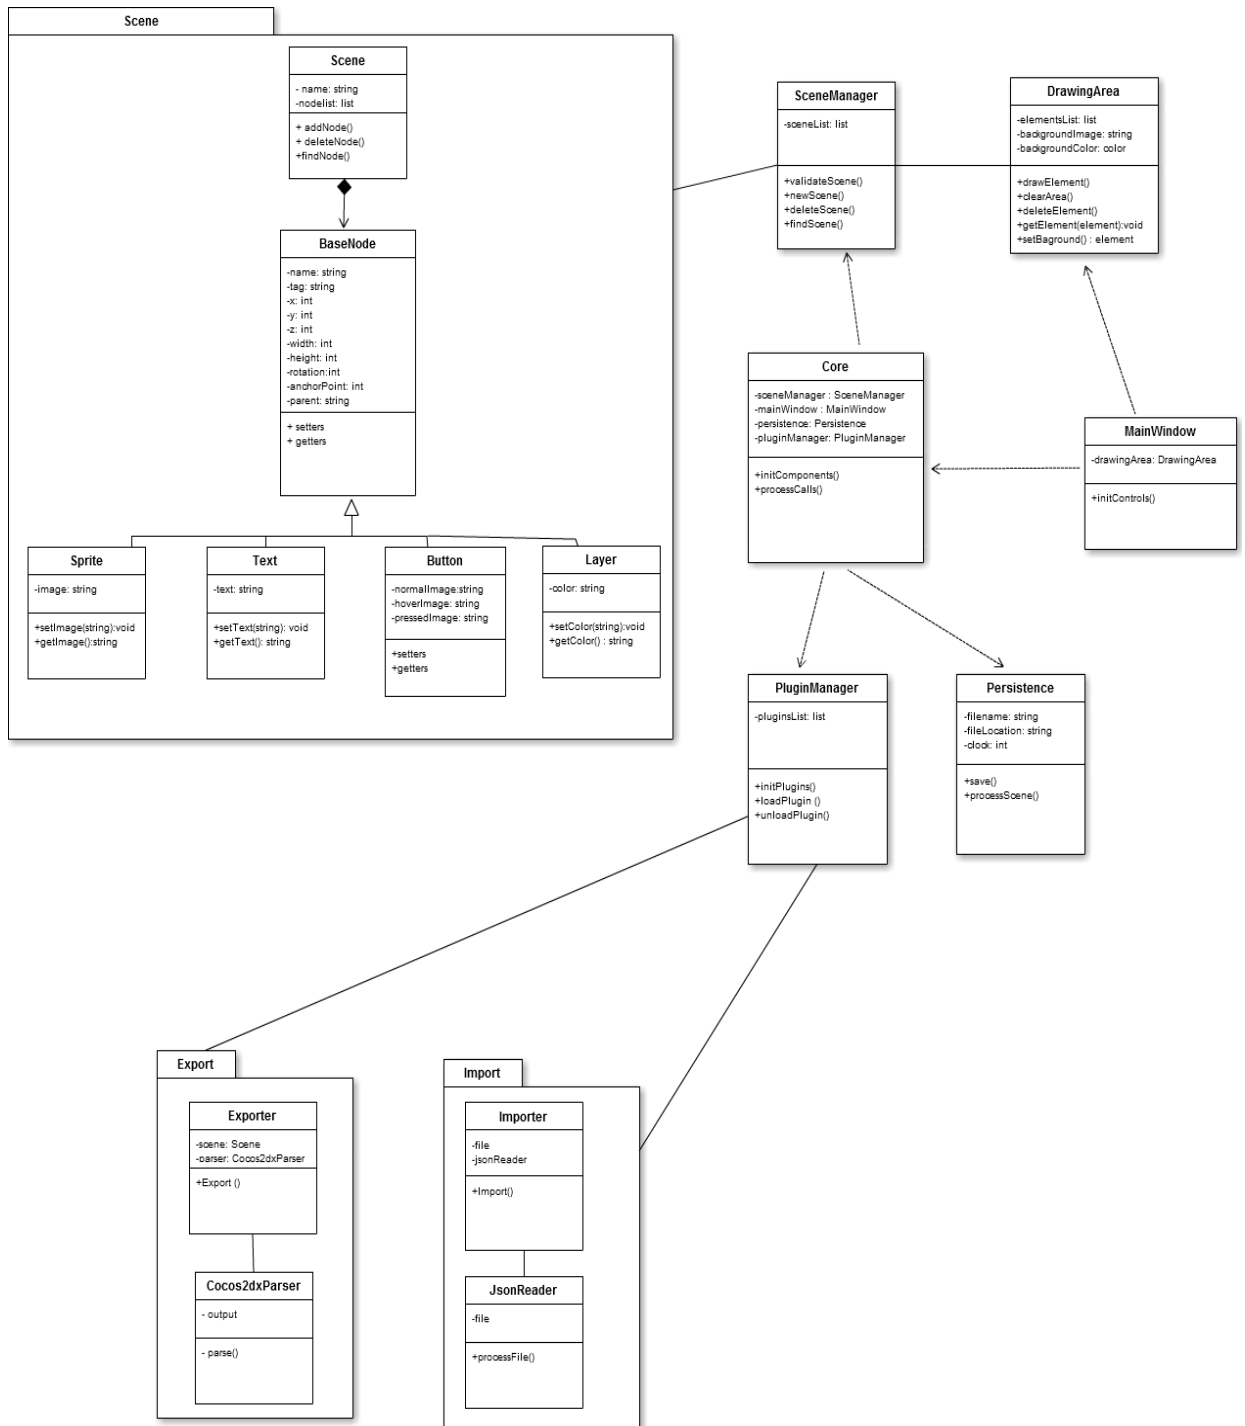 Scene
Scene
- name: string
-nodelist: list
+ addNode()
+ deleteNode()
+findNode()
BaseNode
-name: string
-tag: string
-x: int
-y: int
-z: int
-width: int
-height: int
-rotation:int
-anchorPoint: int
-parent: string
+ setters
+ getters
Sprite
-image: string
+setImage(string):void
+getImage():string
Text
-text: string
+setText(string): void
+getText(): string
Button
-normalImage:string
-hoverImage: string
-pressedImage: string
+setters
+getters
Layer
-color: string
+setColor(string):void
+getColor() : string
SceneManager
-sceneList: list
+validateScene()
+newScene()
+deleteScene()
+findScene()
DrawingArea
-elementsList: list
-backgroundImage: string
-backgroundColor: color
+drawElement()
+clearArea()
+deleteElement()
+getElement(element):void
+setBaground() : element
Core
-sceneManager : SceneManager
-mainWindow : MainWindow
-persistence: Persistence
-pluginManager: PluginManager
+initComponents()
+processCalls()
MainWindow
-drawingArea: DrawingArea
+initControls()
PluginManager
-pluginsList: list
+initPlugins()
+loadPlugin ()
+unloadPlugin()
Persistence
-filename: string
-fileLocation: string
-clock: int
+save()
+processScene()
Export
Exporter
-scene: Scene
-parser: Cocos2dxParser
+Export ()
Cocos2dxParser
- output
- parse()
Import
Importer
-file
-jsonReader
+Import()
JsonReader
-file
+processFile()